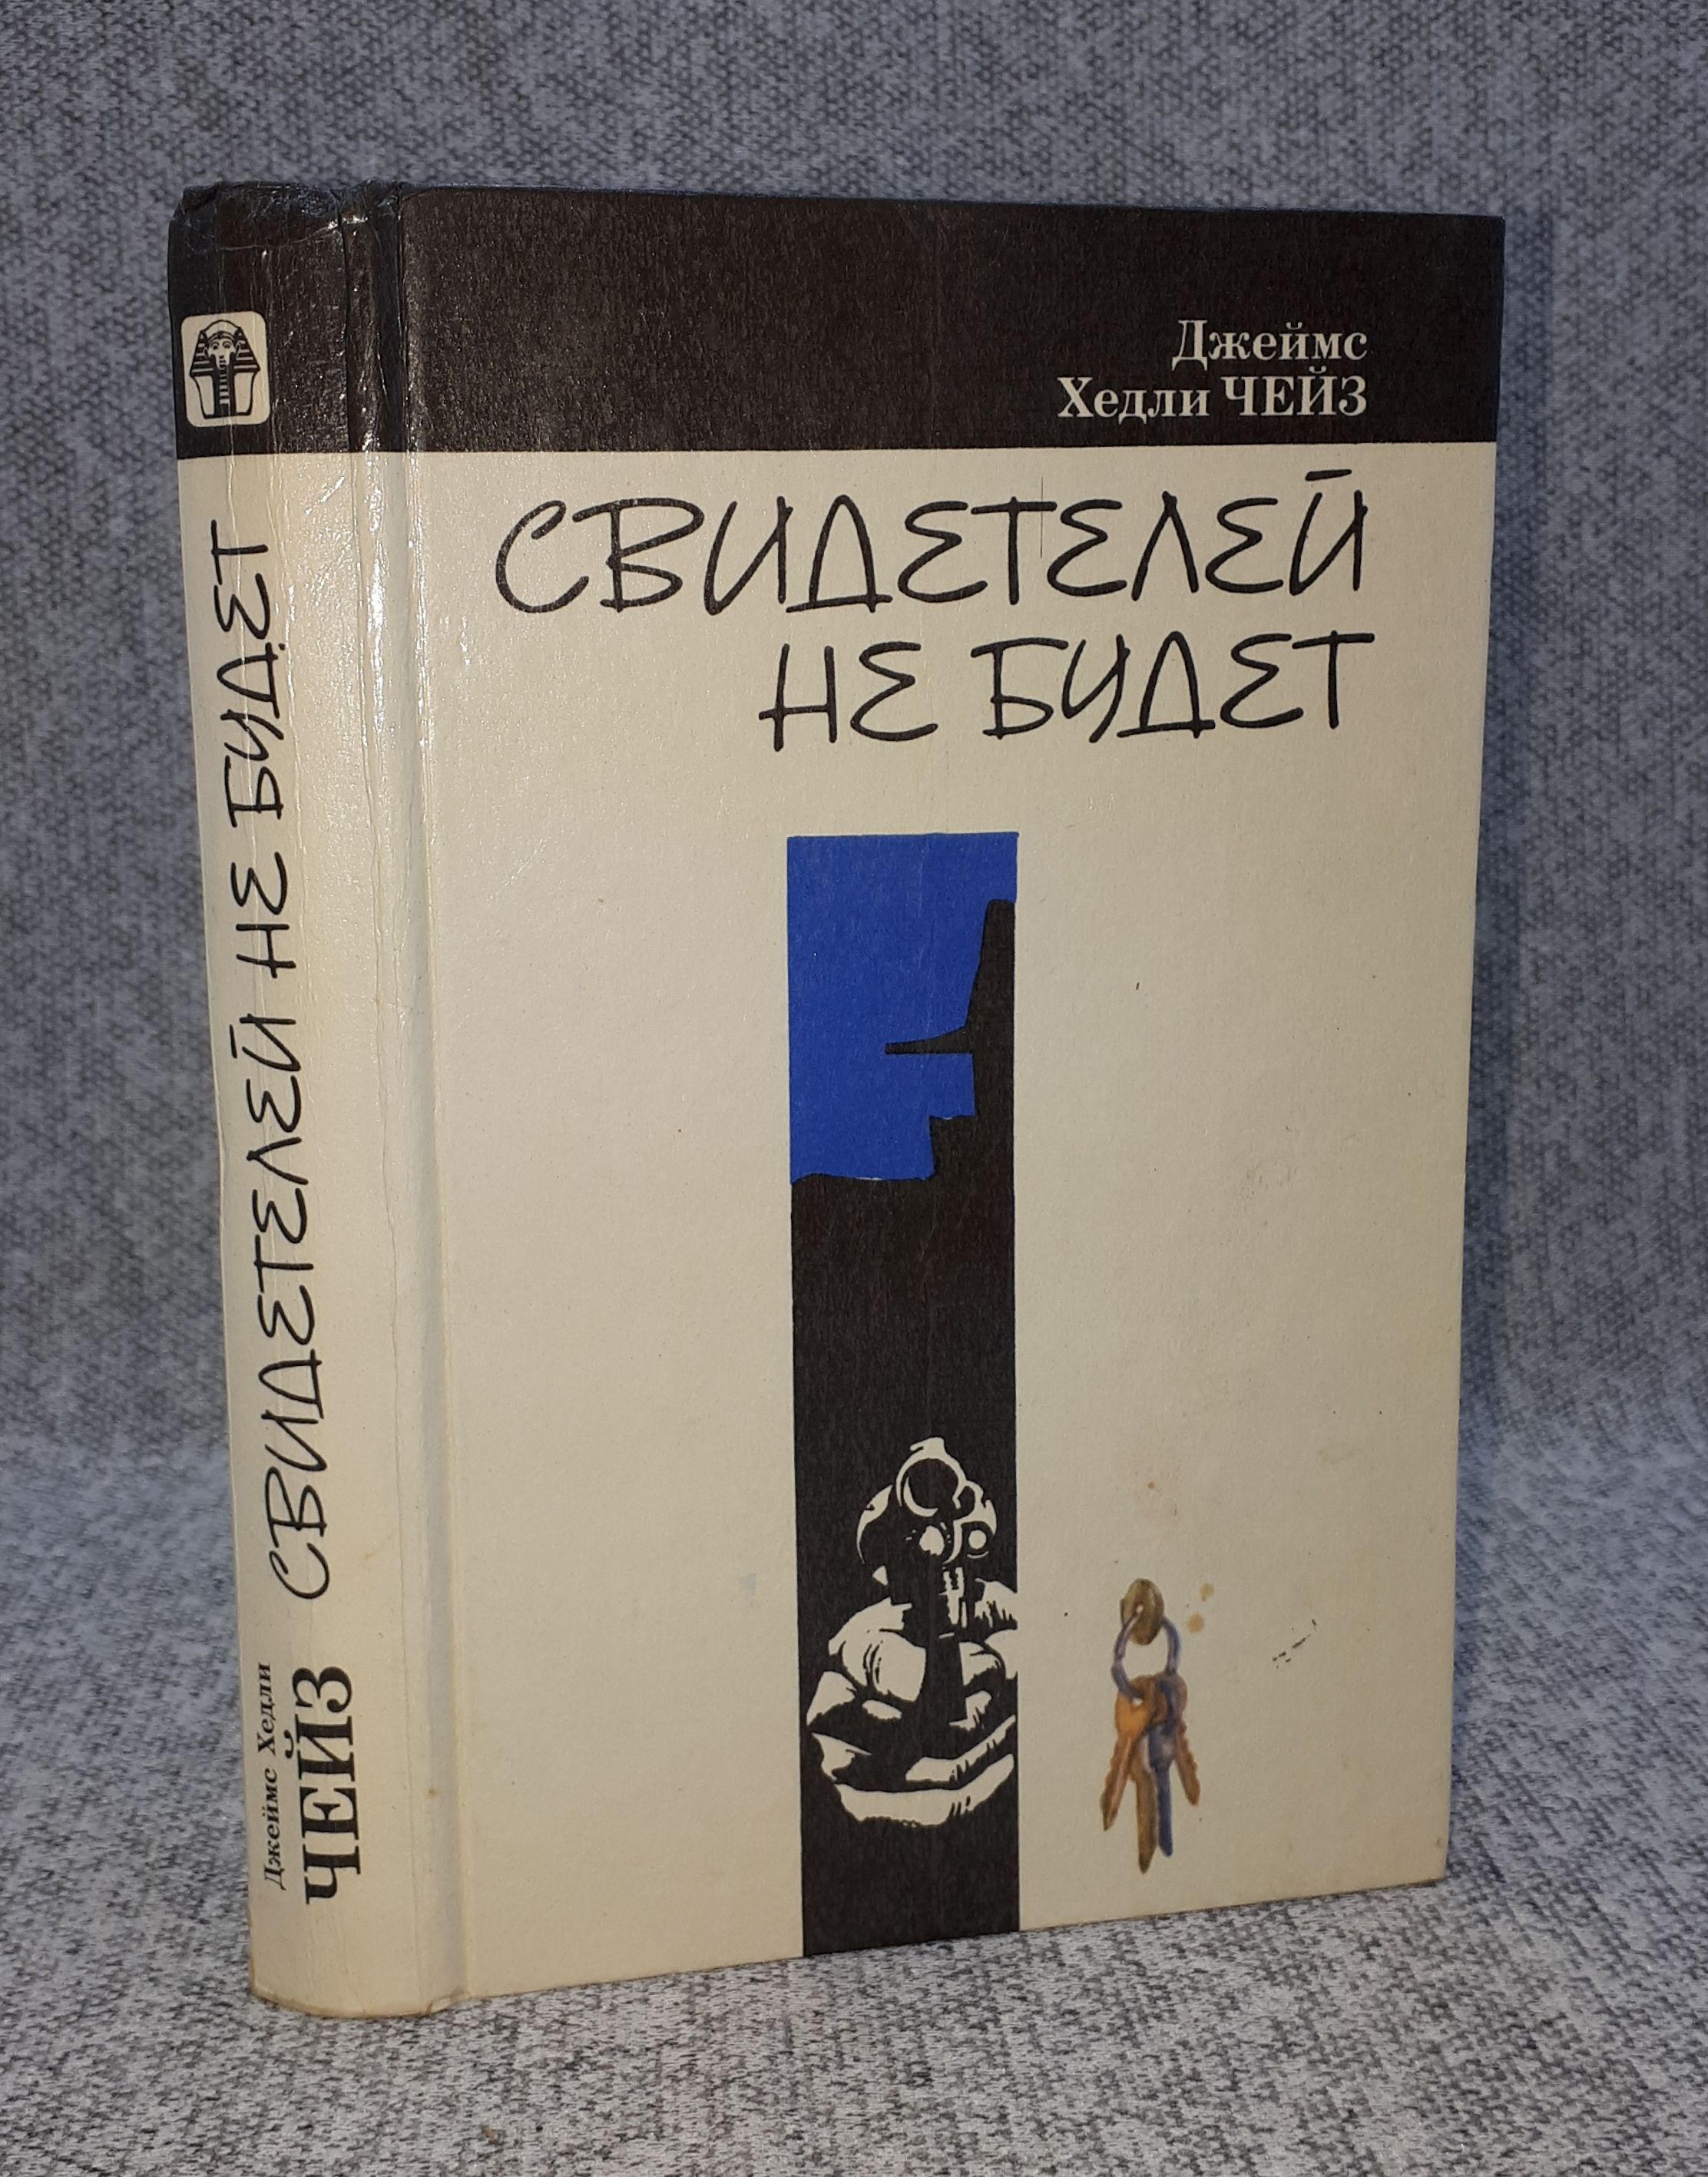 Джеймс
Хедли ЧЕЙЗ
СВИДЕТЕЛЕЙ
НЕ БУДЕТ
Джеймс Хедли
ЧЕЙЗ
СВИДЕТЕЛЕЙ НЕ БУДЕТ